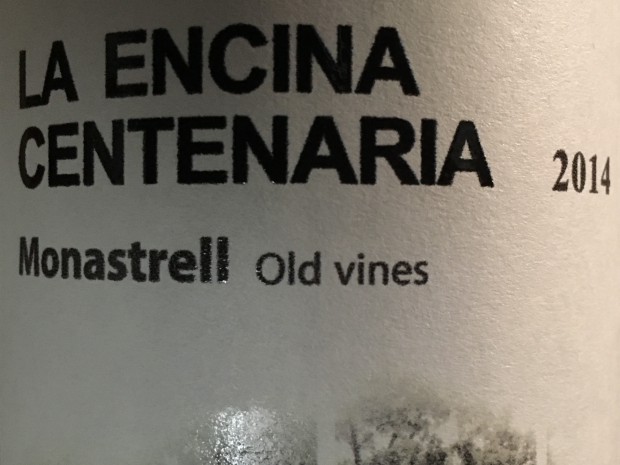 LA ENCINA
CENTENARIA 2014
Monastrell Old vines